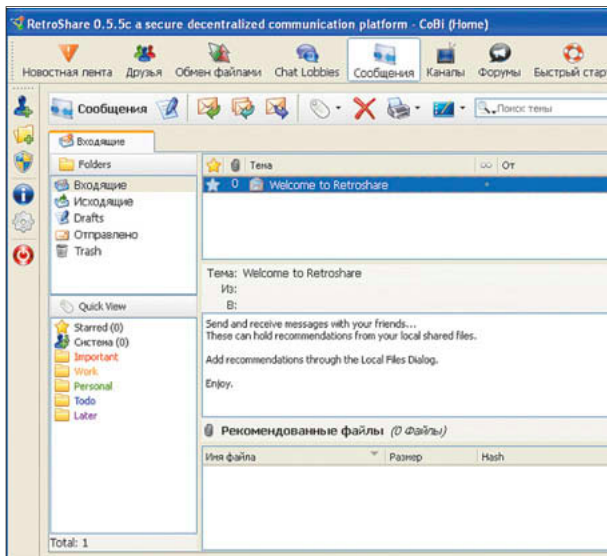 RetroShare 0.5.5c a secure decentralized communication platform - CoBi (Home)
Новостная лента Друзья Обмен файлами Chat Lobbies Сообщения Каналы Форумы Быстрый стар
Сообщения Поиск темы
Входящие
Folders
Входящие
Исходящие
Drafts
Отправлено
Trash
Тема От
0 Welcome to Retroshare
Тема: Welcome to Retroshare
Из:
В:
Quick View
Starred (0)
Система (0)
Important
Work
Personal
Todo
Later
Send and receive messages with your friends...
These can hold recommendations from your local shared files.
Add recommendations through the Local Files Dialog.
Enjoy.
Рекомендованные файлы (0 Файлы)
Имя файла Размер Hash
Total: 1